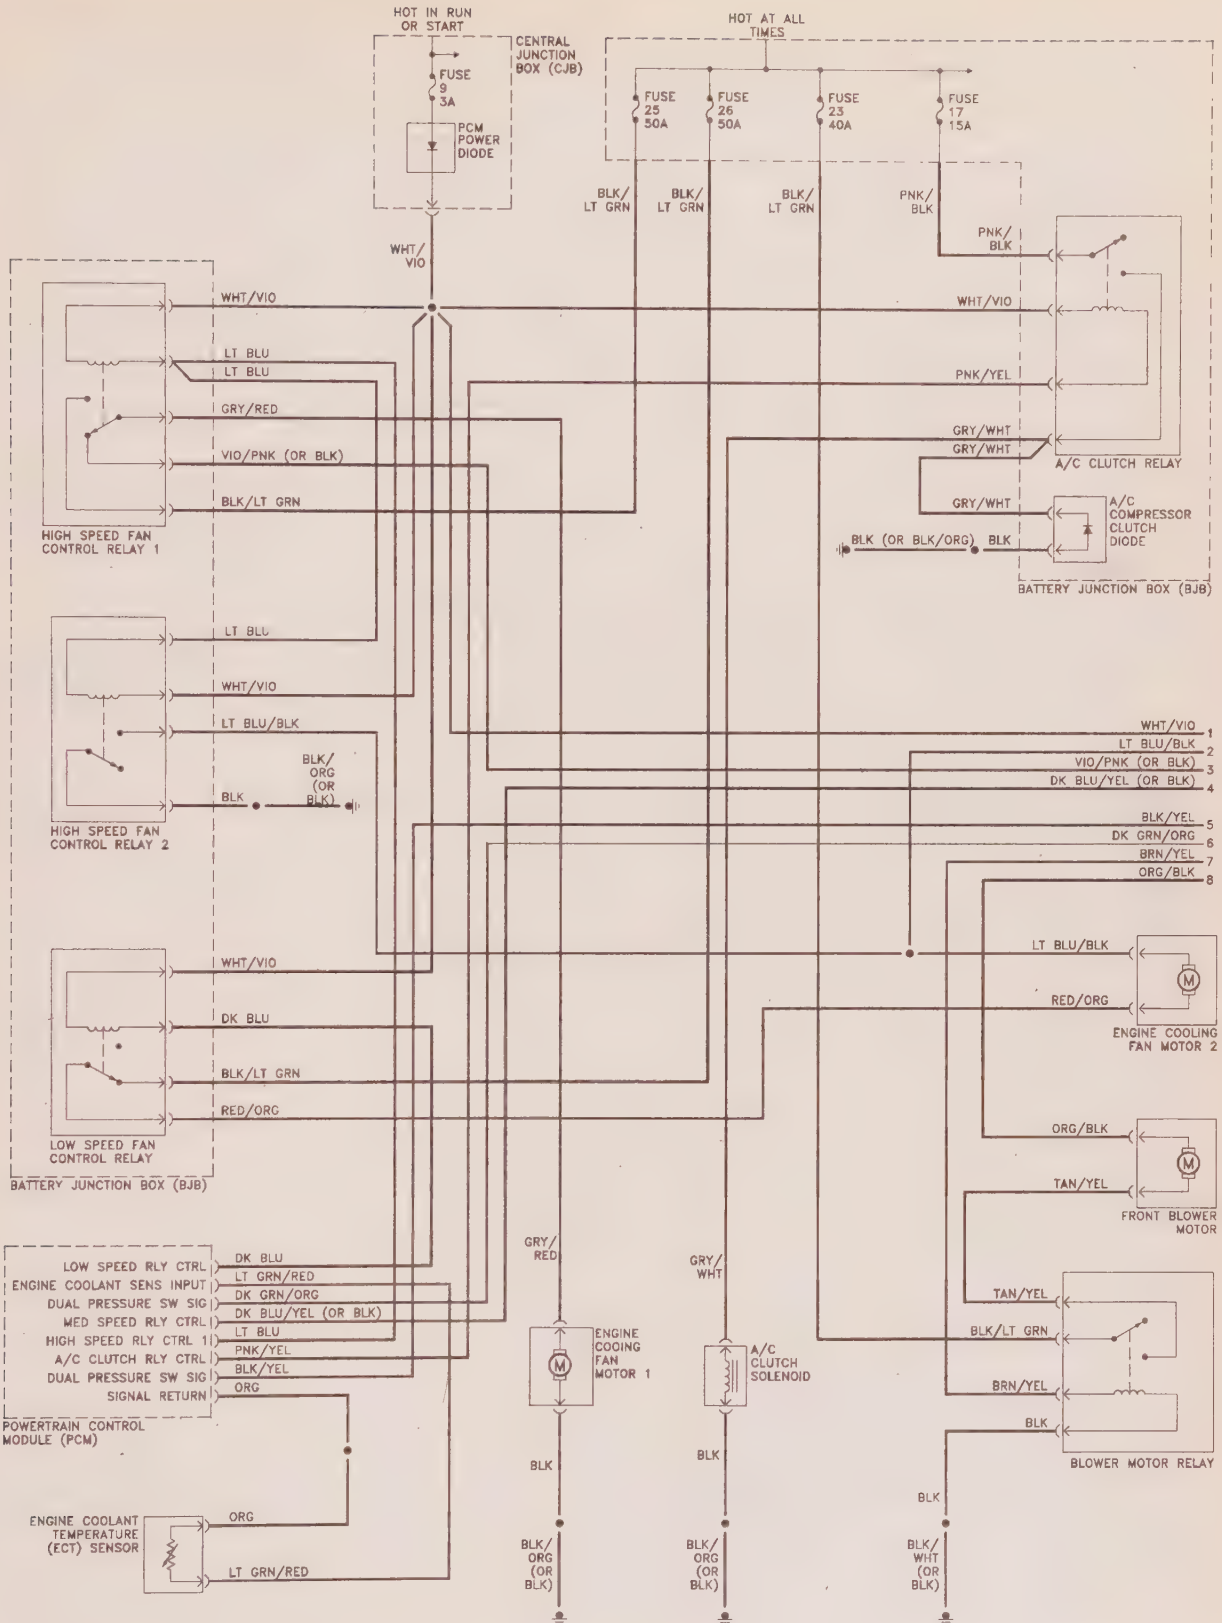 HOT IN RUN
OR START
HOT AT ALL
TIMES
CENTRAL
JUNCTION
BOX (CJB)
FUSE
9
3A
PCM
POWER
DIODE
FUSE
25
50A
FUSE
26
50A
FUSE
23
40A
FUSE
17
15A
BLK/
LT GRN
BLK/
LT GRN
BLK/
LT GRN
PNK/
BLK
WHT/
VIO
PNK/
BLK
WHT/VIO
WHT/VIO
LT BLU
LT BLU
PNK/YEL
GRY/RED
GRY/WHT
GRY/WHT
VIO/PNK (OR BLK)
A/C CLUTCH RELAY
BLK/LT GRN
GRY/WHT
A/C
COMPRESSOR
CLUTCH
DIODE
HIGH SPEED FAN
CONTROL RELAY 1
BLK (OR BLK/ORG)
BLK
BATTERY JUNCTION BOX (BJB)
LT BLU
WHT/VIO
LT BLU/BLK
BLK/
ORG
(OR
BLK)
BLK
HIGH SPEED FAN
CONTROL RELAY 2
WHT/VIO 1
LT BLU/BLK 2
VIO/PNK (OR BLK) 3
DK BLU/YEL (OR BLK) 4
BLK/YEL 5
DK GRN/ORG 6
BRN/YEL 7
ORG/BLK 8
WHT/VIO
DK BLU
BLK/LT GRN
RED/ORG
LOW SPEED FAN
CONTROL RELAY
BATTERY JUNCTION BOX (BJB)
LT BLU/BLK
M
RED/ORG
ENGINE COOLING
FAN MOTOR 2
ORG/BLK
M
TAN/YEL
FRONT BLOWER
MOTOR
GRY/
RED
GRY/
WHT
LOW SPEED RLY CTRL DK BLU
ENGINE COOLANT SENS INPUT LT GRN/RED
DUAL PRESSURE SW SIG DK GRN/ORG
MED SPEED RLY CTRL DK BLU/YEL (OR BLK)
HIGH SPEED RLY CTRL 1 LT BLU
A/C CLUTCH RLY CTRL PNK/YEL
DUAL PRESSURE SW SIG BLK/YEL
SIGNAL RETURN ORG
POWERTRAIN CONTROL
MODULE (PCM)
M
ENGINE
COOING
FAN
MOTOR 1
A/C
CLUTCH
SOLENOID
TAN/YEL
BLK/LT GRN
BRN/YEL
BLK
BLOWER MOTOR RELAY
BLK
BLK
BLK
ENGINE COOLANT
TEMPERATURE
(ECT) SENSOR
ORG
LT GRN/RED
BLK/
ORG
(OR
BLK)
BLK/
ORG
(OR
BLK)
BLK/
WHT
(OR
BLK)